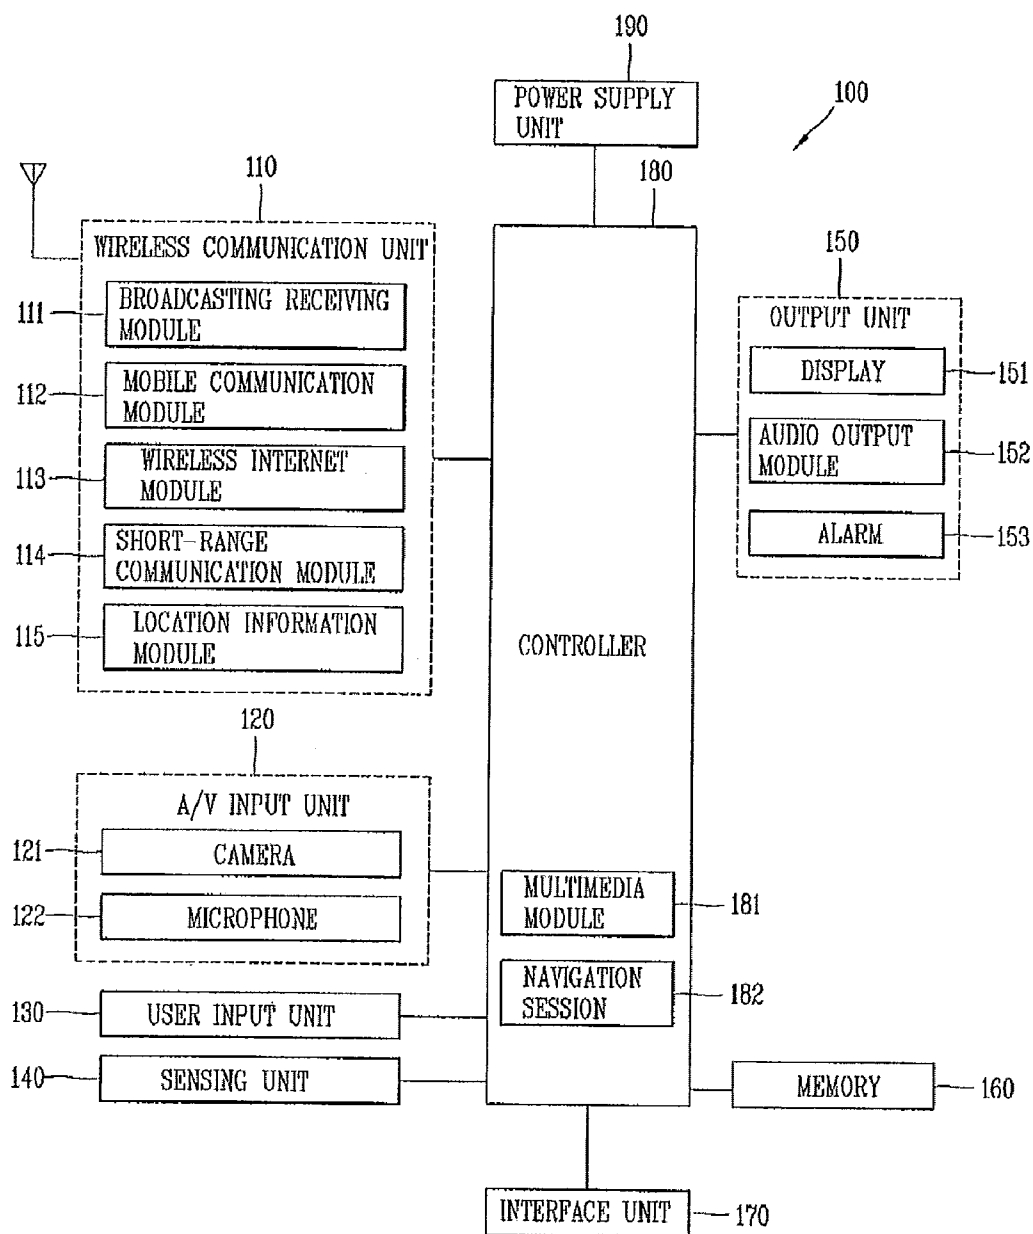 190
POWER SUPPLY
UNIT
100
110
180
WIRELESS COMMUNICATION UNIT
150
111
BROADCASTING RECEIVING
MODULE
OUTPUT UNIT
112
MOBILE COMMUNICATION
MODULE
DISPLAY
151
113
WIRELESS INTERNET
MODULE
AUDIO OUTPUT
MODULE
152
114
SHORT-RANGE
COMMUNICATION MODULE
ALARM
153
115
LOCATION INFORMATION
MODULE
CONTROLLER
120
A/V INPUT UNIT
121
CAMERA
122
MICROPHONE
MULTIMEDIA
MODULE
181
NAVIGATION
SESSION
182
130
USER INPUT UNIT
140
SENSING UNIT
MEMORY
160
INTERFACE UNIT
170